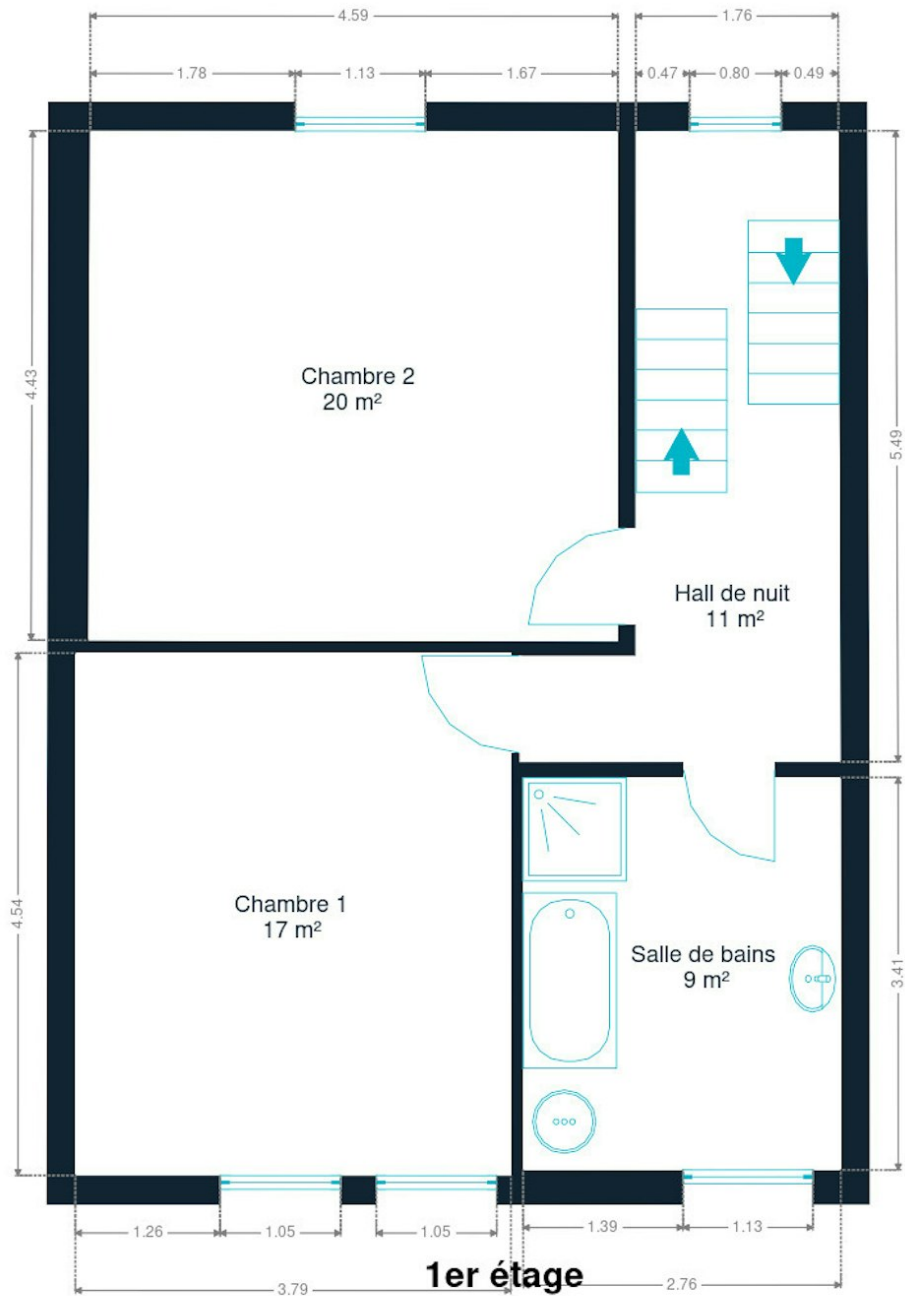 4.59
1.76
1.78
1.13
1.67
0.47
0.80
0.49
4.43
5.49
Chambre 2
20 m²
Hall de nuit
11 m²
4.54
3.41
Chambre 1
17 m²
Salle de bains
9 m²
1.26
1.05
1.05
1.39
1.13
1er étage
3.79
2.76